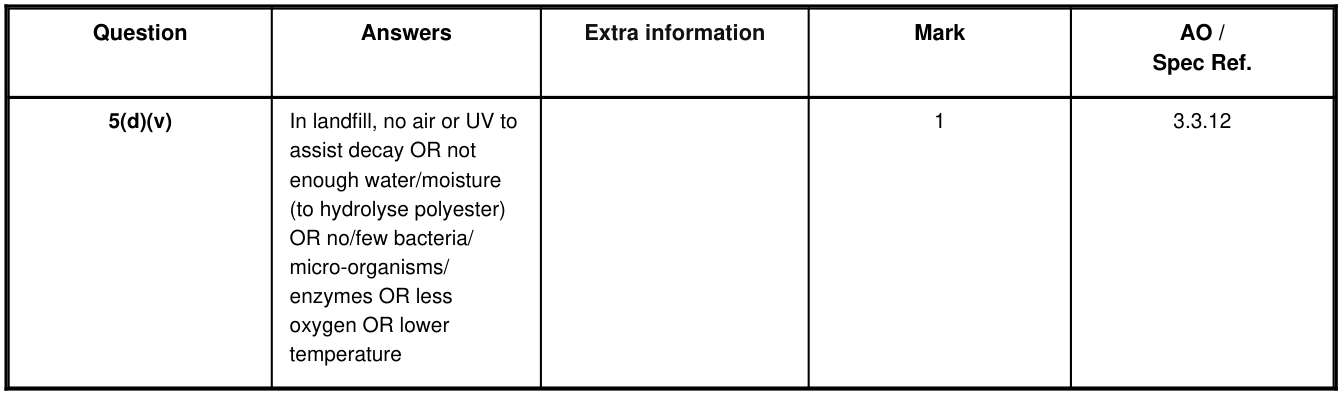 Question Answers Extra information Mark AO /
Spec Ref.
5(d)(v) In landfill, no air or UV to 1 3.3.12
assist decay OR not
enough water/moisture
(to hydrolyse polyester)
OR no/few bacteria/
micro-organisms/
enzymes OR less
oxygen OR lower
temperature